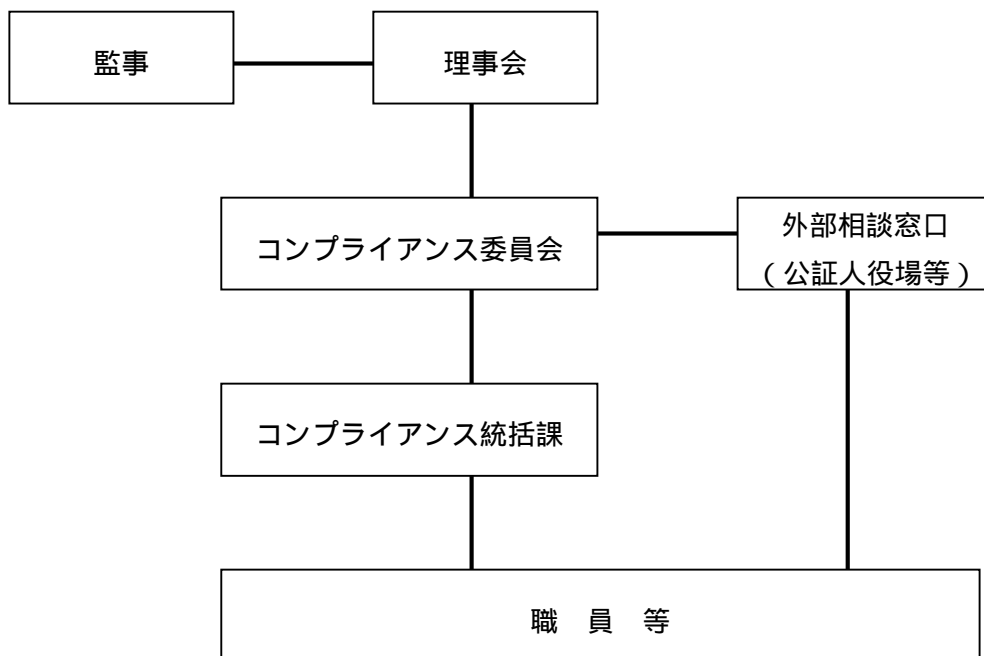 監事
理事会
コンプライアンス委員会
外部相談窓口
（公証人役場等）
コンプライアンス統括課
職　員　等